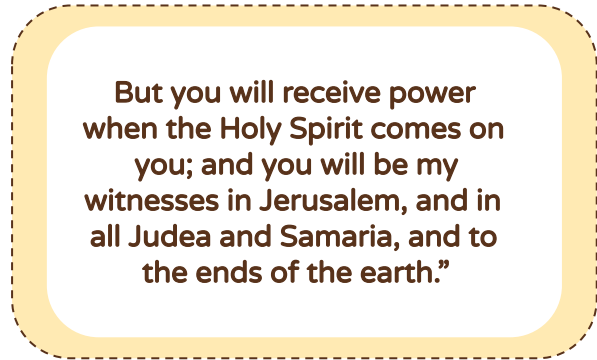 But you will receive power
when the Holy Spirit comes on
you; and you will be my
witnesses in Jerusalem, and in
all Judea and Samaria, and to
the ends of the earth.”